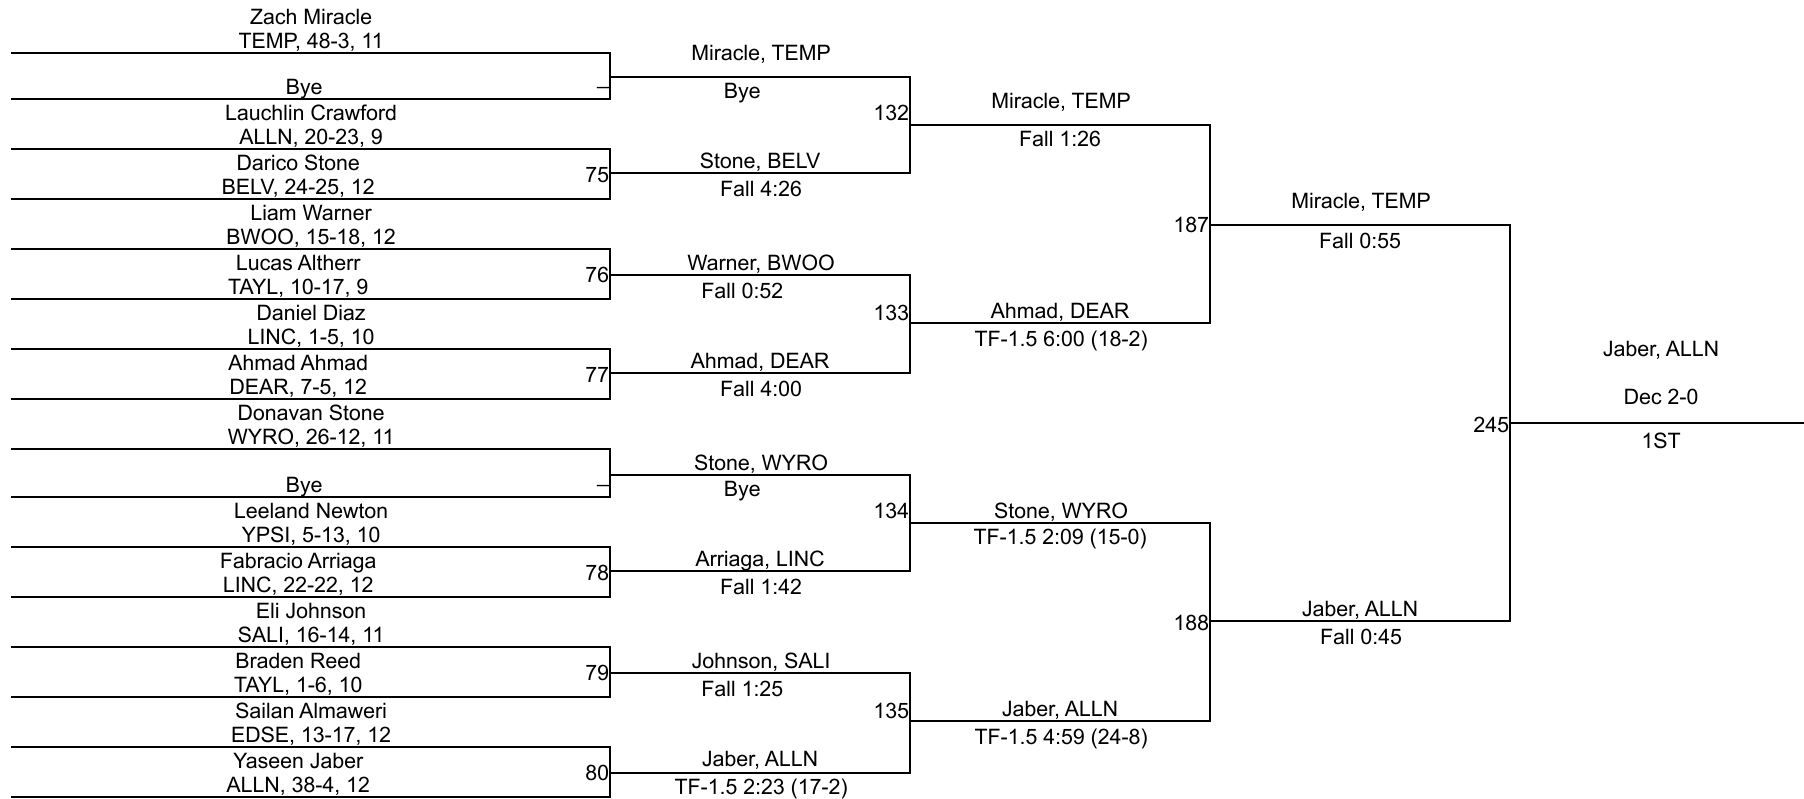 Zach Miracle
TEMP, 48-3, 11
Bye
Lauchlin Crawford
ALLN, 20-23, 9
Darico Stone
BELV, 24-25, 12
Liam Warner
BWOO, 15-18, 12
Lucas Altherr
TAYL, 10-17, 9
Daniel Diaz
LINC, 1-5, 10
Ahmad Ahmad
DEAR, 7-5, 12
Donavan Stone
WYRO, 26-12, 11
Bye
Leeland Newton
YPSI, 5-13, 10
Fabracio Arriaga
LINC, 22-22, 12
Eli Johnson
SALI, 16-14, 11
Braden Reed
TAYL, 1-6, 10
Sailan Almaweri
EDSE, 13-17, 12
Yaseen Jaber
ALLN, 38-4, 12
–
75
76
77
–
78
79
80
Miracle, TEMP
Bye
Stone, BELV
Fall 4:26
Warner, BWOO
Fall 0:52
Ahmad, DEAR
Fall 4:00
Stone, WYRO
Bye
Arriaga, LINC
Fall 1:42
Johnson, SALI
Fall 1:25
Jaber, ALLN
TF-1.5 2:23 (17-2)
132
133
134
135
Miracle, TEMP
Fall 1:26
Ahmad, DEAR
TF-1.5 6:00 (18-2)
Stone, WYRO
TF-1.5 2:09 (15-0)
Jaber, ALLN
TF-1.5 4:59 (24-8)
187
188
Miracle, TEMP
Fall 0:55
Jaber, ALLN
Fall 0:45
245
Jaber, ALLN
Dec 2-0
1ST